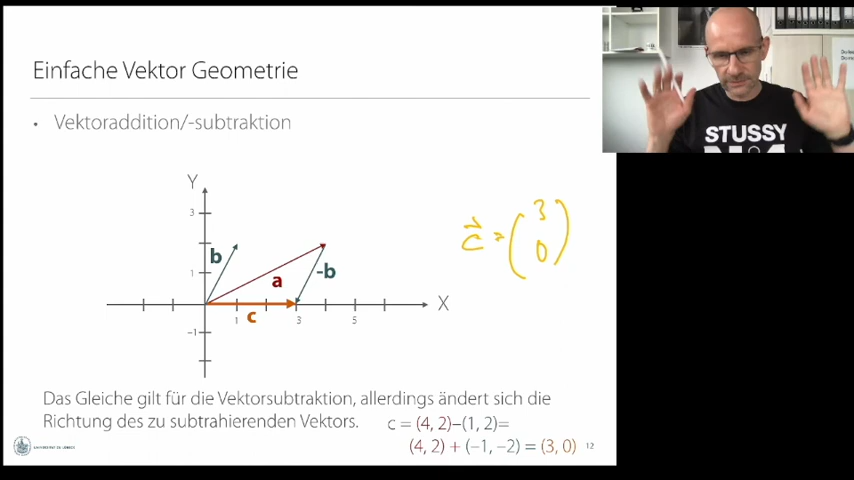 Einfache Vektor Geometrie
• Vektoraddition/-subtraktion
Y
3
1
-1
1
3
5
X
b
a
-b
c
c⃗ = (3
0)
Das Gleiche gilt für die Vektorsubtraktion, allerdings ändert sich die
Richtung des zu subtrahierenden Vektors.
c = (4, 2)–(1, 2)=
(4, 2) + (–1, –2) = (3, 0)
12
STUSSY